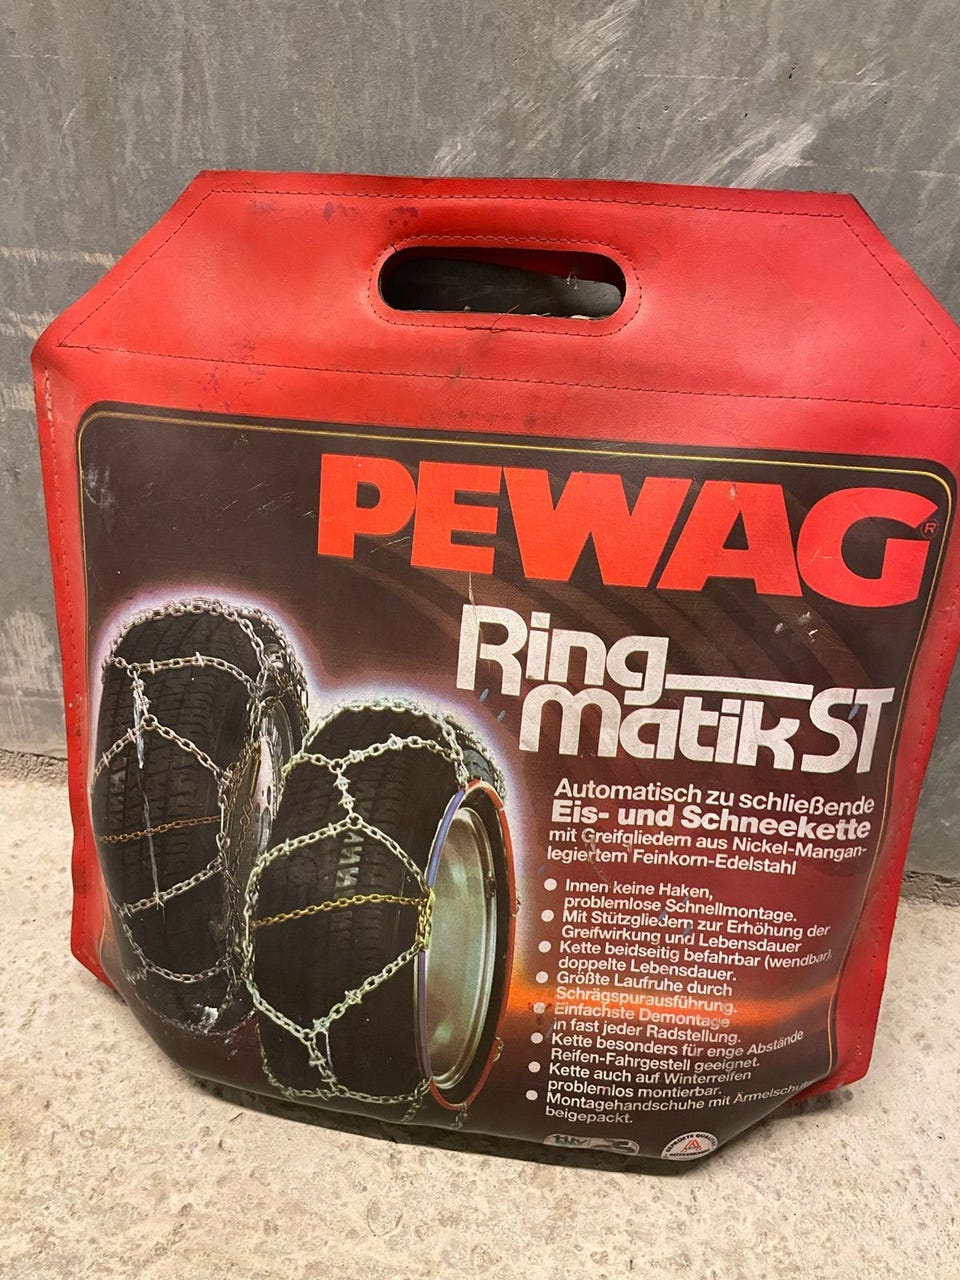 PEWAG®
Ring
Matik ST
Automatisch zu schließende
Eis- und Schneekette
mit Greifgliedern aus Nickel-Mangan-
legiertem Feinkorn-Edelstahl
Innen keine Haken,
problemlose Schnellmontage.
Mit Stützgliedern zur Erhöhung der
Greifwirkung und Lebensdauer
Kette beidseitig befahrbar (wendbar),
doppelte Lebensdauer.
Größte Laufruhe durch
Schrägspurausführung.
Einfachste Demontage
in fast jeder Radstellung.
Kette besonders für enge Abstände
Reifen-Fahrgestell geeignet.
Kette auch auf Winterreifen
problemlos montierbar.
Montagehandschuhe mit Ärmelschutz
beigepackt.
GEPRÜFTE QUALITÄT